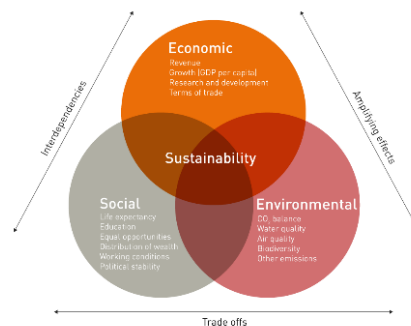 Economic
Revenue
Growth (GDP per capita)
Research and development
Terms of trade
Interdependencies
Amplifying effects
Sustainability
Social
Life expectancy
Education
Equal opportunities
Distribution of wealth
Working conditions
Political stability
Environmental
CO₂ balance
Water quality
Air quality
Biodiversity
Other emissions
Trade offs